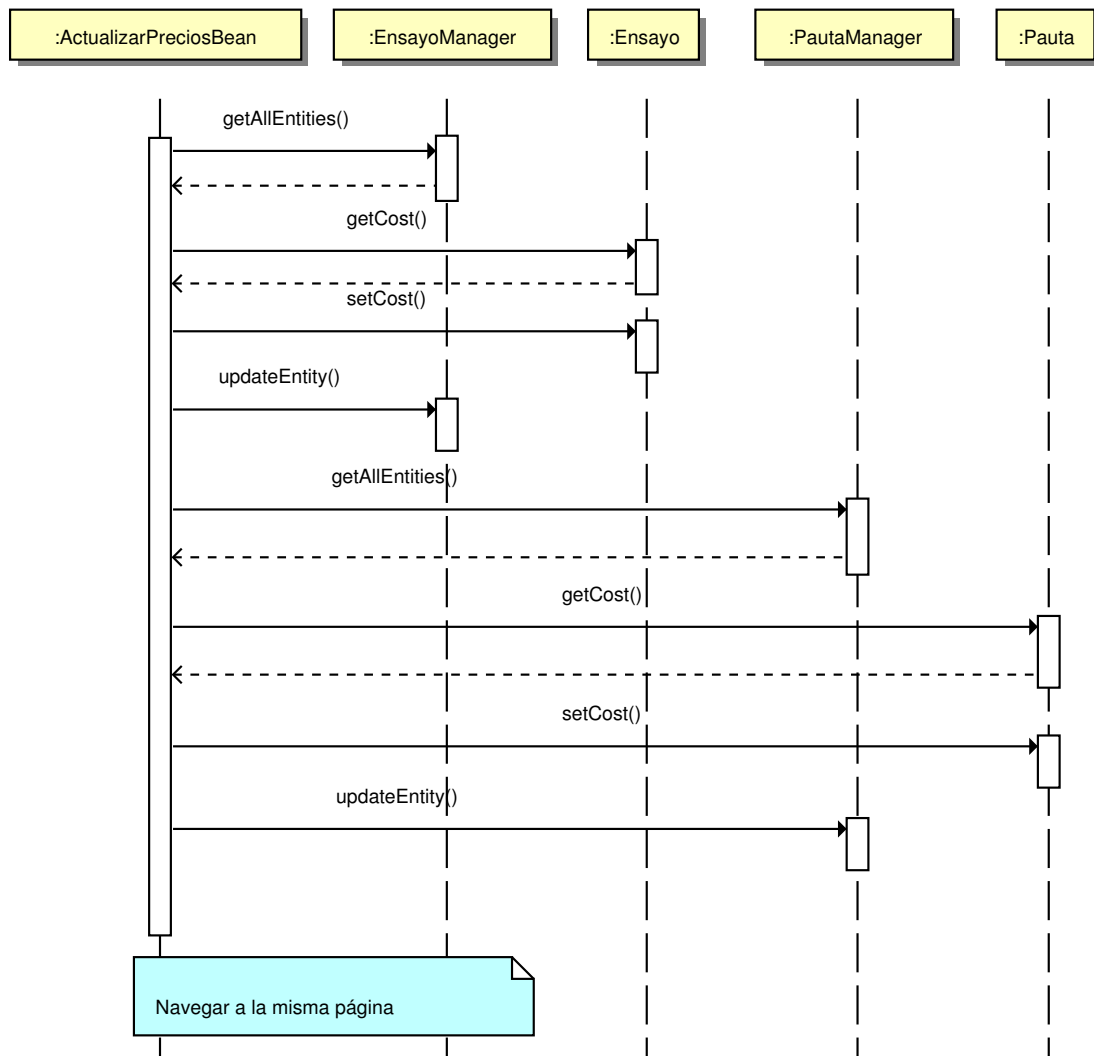 :ActualizarPreciosBean
:EnsayoManager
:Ensayo
:PautaManager
:Pauta
getAllEntities()
getCost()
setCost()
updateEntity()
getAllEntities()
getCost()
setCost()
updateEntity()
Navegar a la misma página